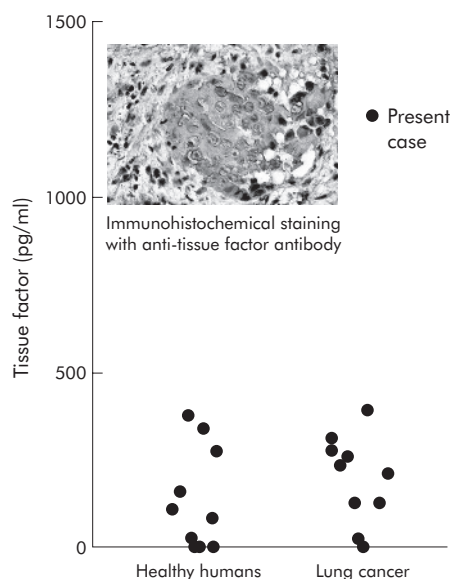 1500
Present
case
1000
Immunohistochemical staining
with anti-tissue factor antibody
Tissue factor (pg/ml)
500
0
Healthy humans
Lung cancer